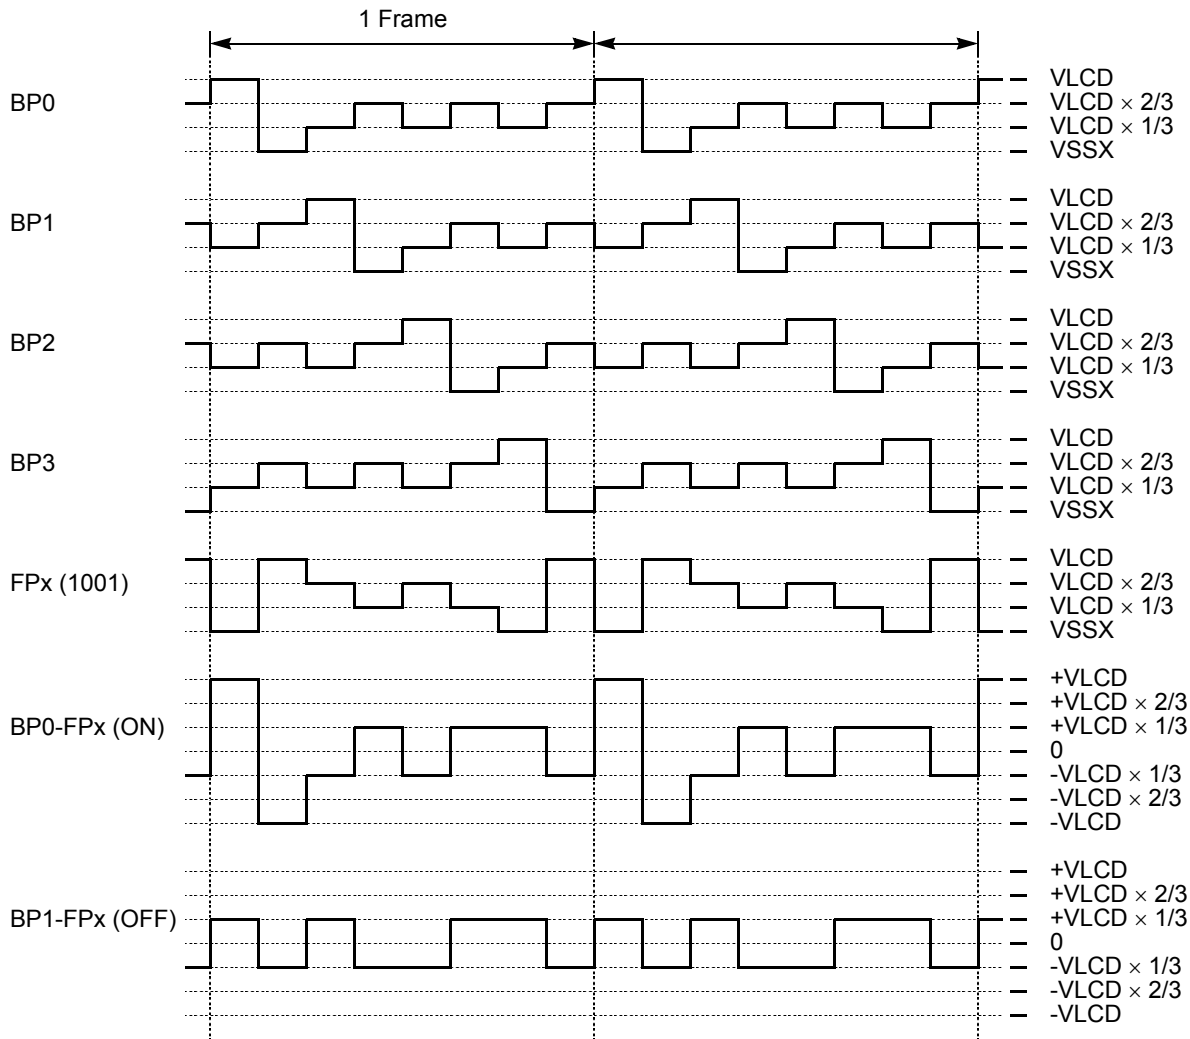 1 Frame
BP0
VLCD
VLCD × 2/3
VLCD × 1/3
VSSX
BP1
VLCD
VLCD × 2/3
VLCD × 1/3
VSSX
BP2
VLCD
VLCD × 2/3
VLCD × 1/3
VSSX
BP3
VLCD
VLCD × 2/3
VLCD × 1/3
VSSX
FPx (1001)
VLCD
VLCD × 2/3
VLCD × 1/3
VSSX
BP0-FPx (ON)
+VLCD
+VLCD × 2/3
+VLCD × 1/3
0
-VLCD × 1/3
-VLCD × 2/3
-VLCD
BP1-FPx (OFF)
+VLCD
+VLCD × 2/3
+VLCD × 1/3
0
-VLCD × 1/3
-VLCD × 2/3
-VLCD